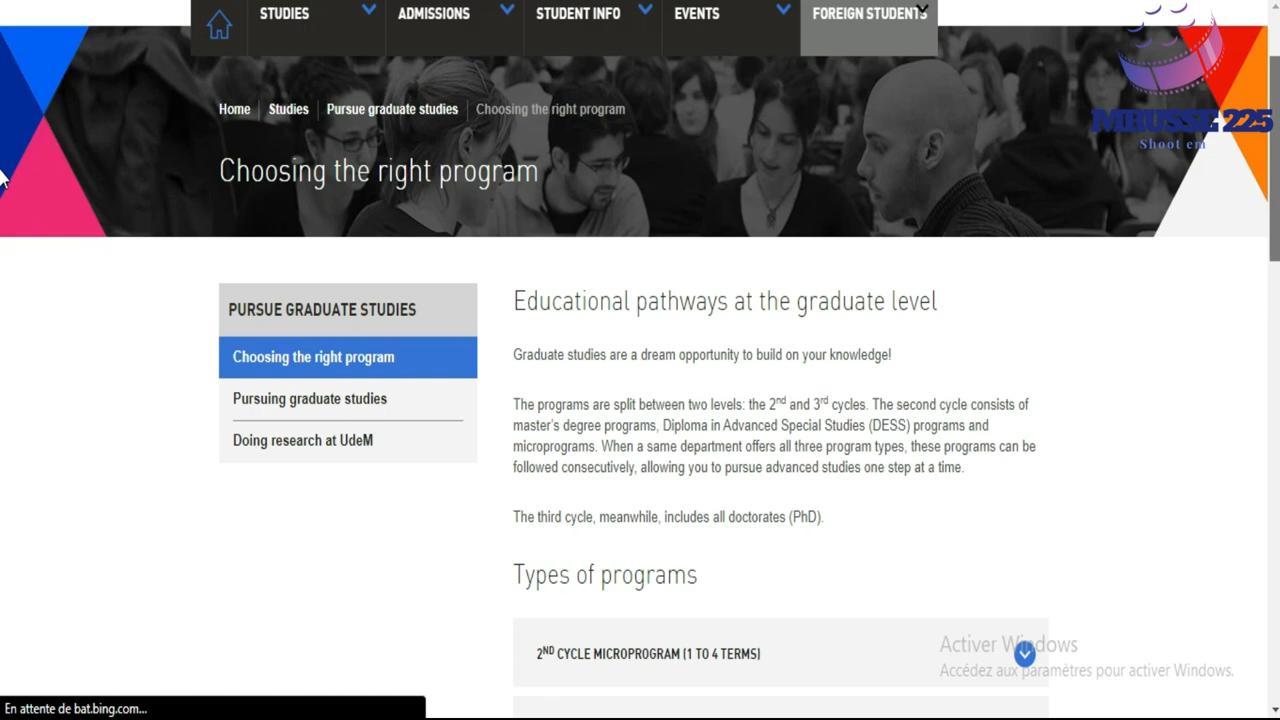 STUDIES
ADMISSIONS
STUDENT INFO
EVENTS
FOREIGN STUDENTS
MRUSSE 225
Shoot em
Home
Studies
Pursue graduate studies
Choosing the right program
Choosing the right program
PURSUE GRADUATE STUDIES
Choosing the right program
Pursuing graduate studies
Doing research at UdeM
Educational pathways at the graduate level
Graduate studies are a dream opportunity to build on your knowledge!
The programs are split between two levels: the 2nd and 3rd cycles. The second cycle consists of
master's degree programs, Diploma in Advanced Special Studies (DESS) programs and
microprograms. When a same department offers all three program types, these programs can be
followed consecutively, allowing you to pursue advanced studies one step at a time.
The third cycle, meanwhile, includes all doctorates (PhD).
Types of programs
2ND CYCLE MICROPROGRAM (1 TO 4 TERMS)
Activer Windows
Accédez aux paramètres pour activer Windows.
En attente de bat.bing.com...